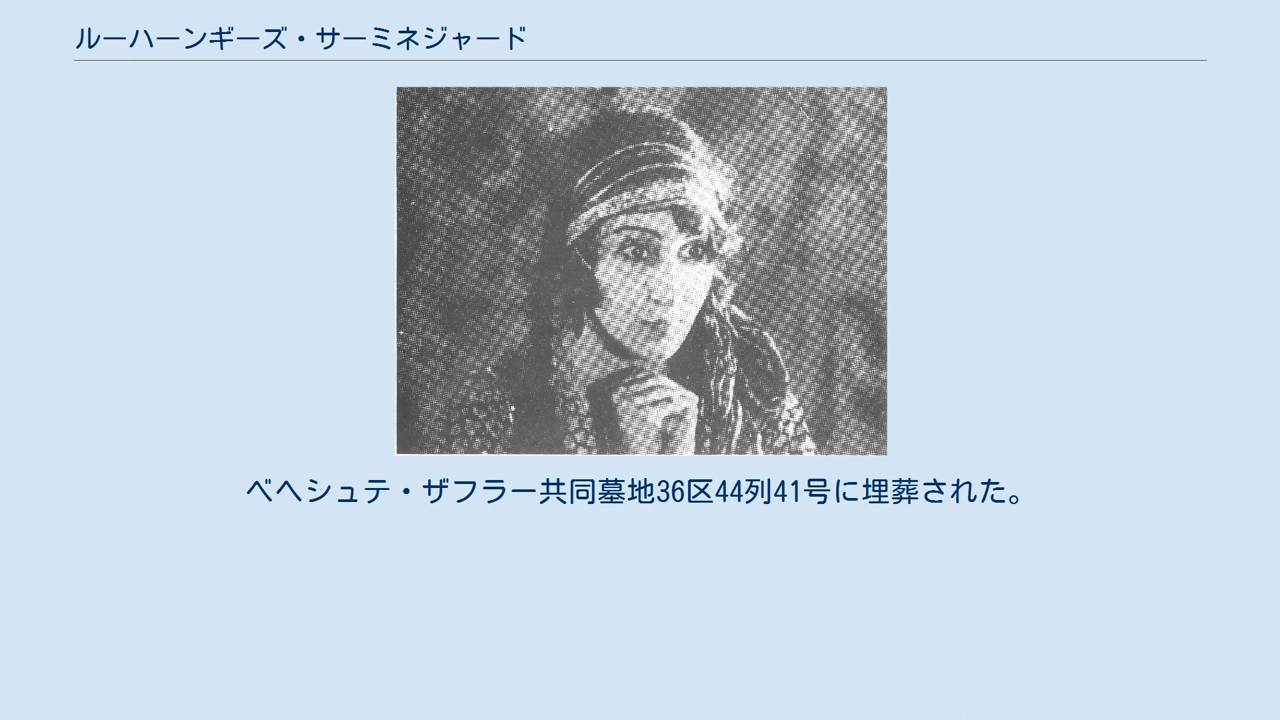 ルーハーンギーズ・サーミネジャード
ベヘシュテ・ザフラー共同墓地36区44列41号に埋葬された。